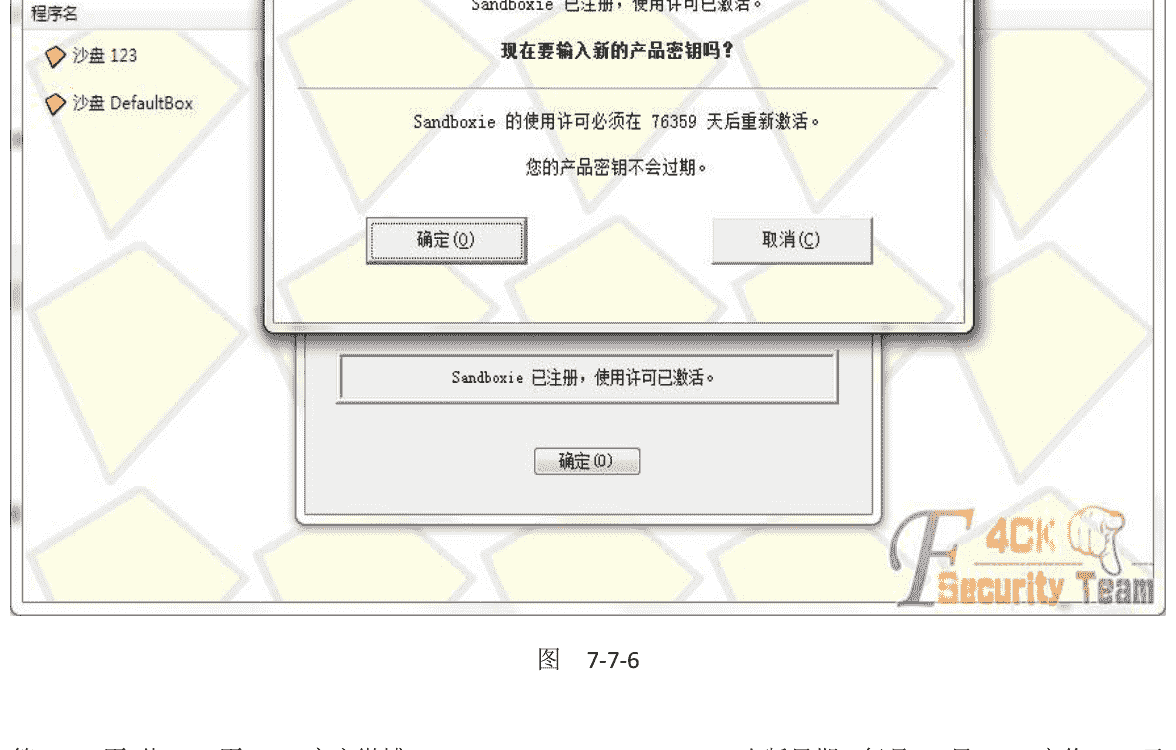 程序名
Sandboxie 已注册，使用许可已激活。
沙盘 123
沙盘 DefaultBox
现在要输入新的产品密钥吗？
Sandboxie 的使用许可必须在 76359 天后重新激活。
您的产品密钥不会过期。
确定(O)
取消(C)
Sandboxie 已注册，使用许可已激活。
确定(O)
F4CK
Security Team
图 7-7-6